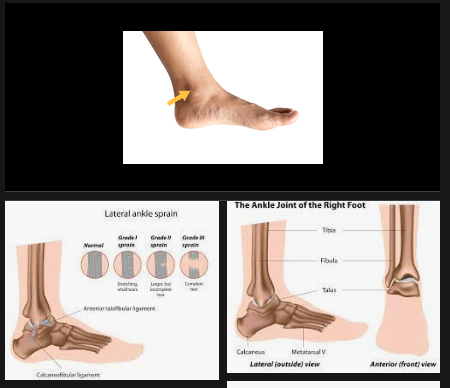 Lateral ankle sprain
Normal
Grade I
sprain
Grade II
sprain
Grade III
sprain
Stretching,
small tears
Larger, but
incomplete
tear
Complete
tear
Anterior talofibular ligament
Calcaneofibular ligament
The Ankle Joint of the Right Foot
Tibia
Fibula
Talus
Calcaneus
Metatarsal V
Lateral (outside) view
Anterior (front) view